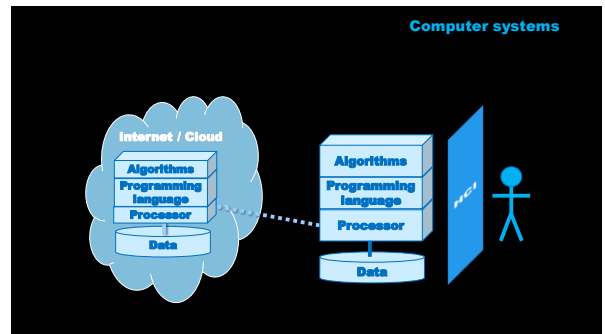 Computer systems
Internet / Cloud
Algorithms
Programming
language
Processor
Data
Algorithms
Programming
language
Processor
Data
HCI